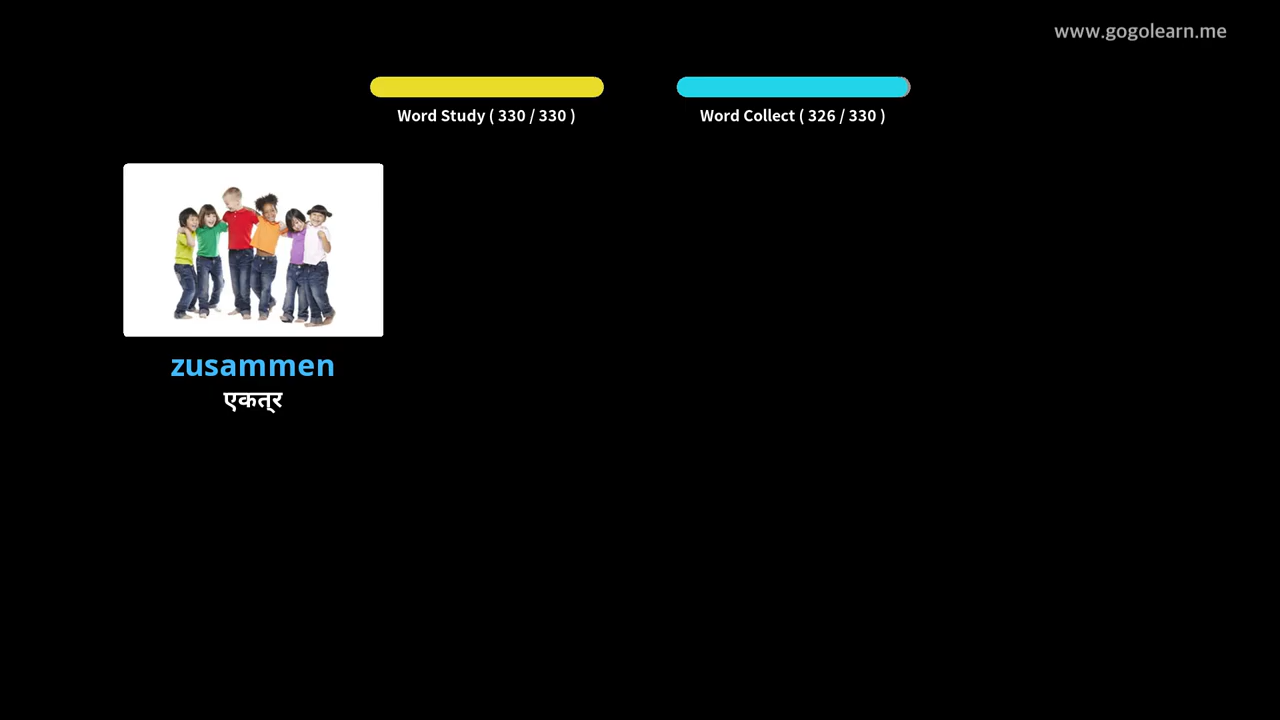 www.gogolearn.me
Word Study ( 330 / 330 )
Word Collect ( 326 / 330 )
zusammen
एकत्र